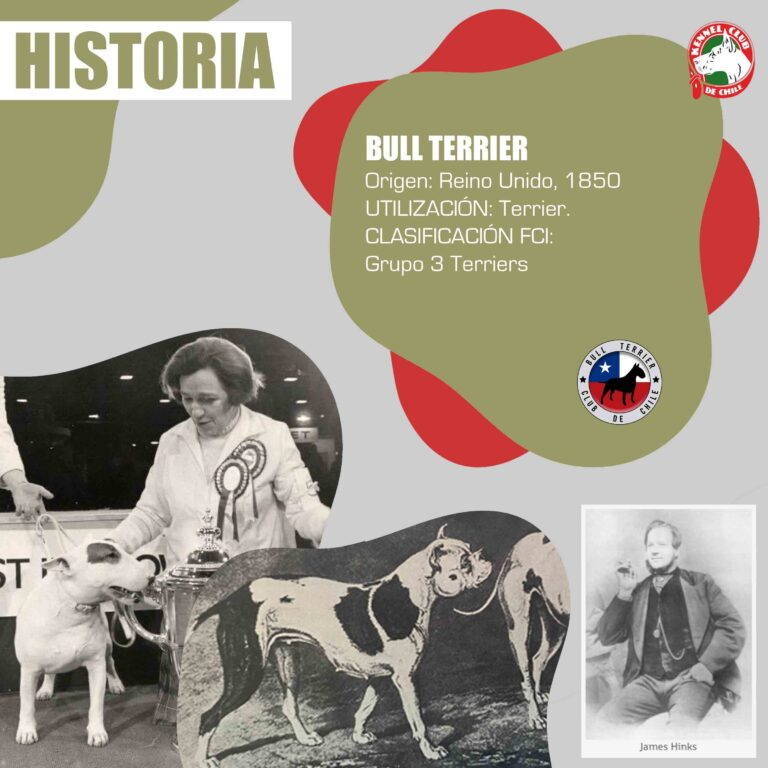 HISTORIA
KENNEL CLUB
DE CHILE
BULL TERRIER
Origen: Reino Unido, 1850
UTILIZACIÓN: Terrier.
CLASIFICACIÓN FCI:
Grupo 3 Terriers
BULL TERRIER
CLUB DE CHILE
James Hinks